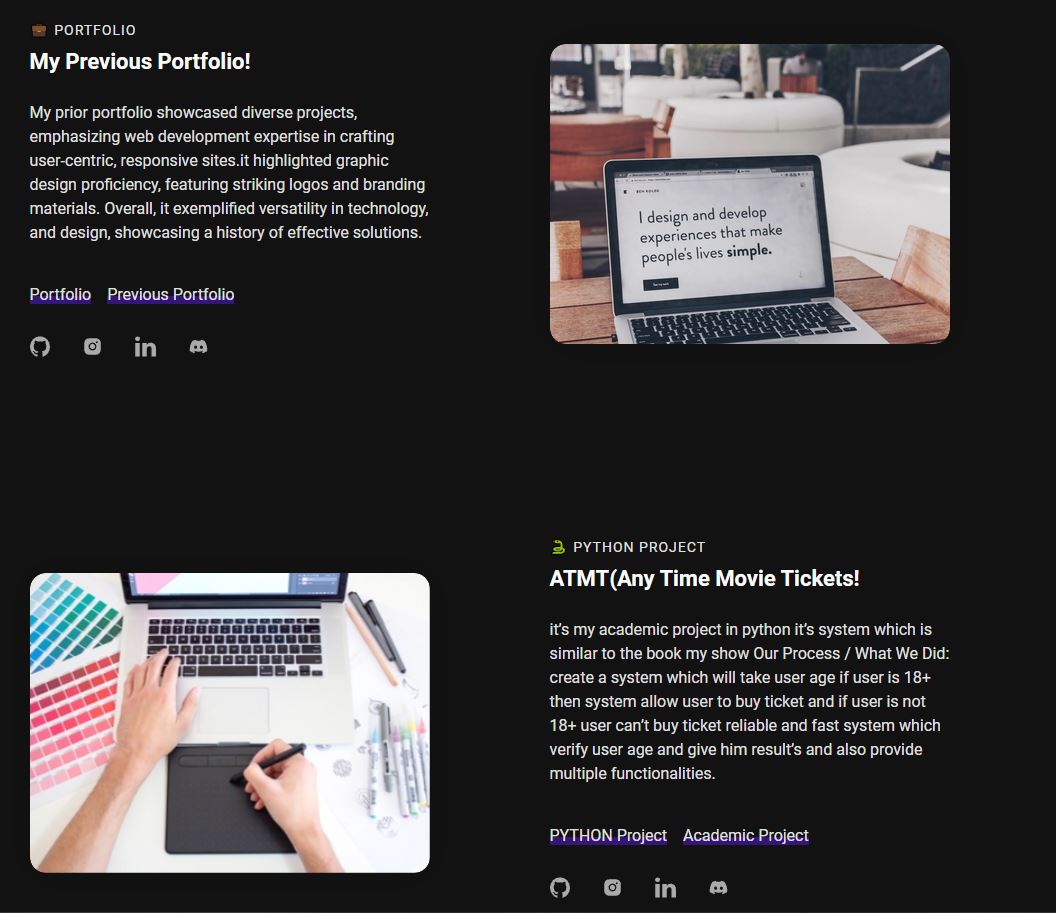 PORTFOLIO
My Previous Portfolio!
My prior portfolio showcased diverse projects,
emphasizing web development expertise in crafting
user-centric, responsive sites.it highlighted graphic
design proficiency, featuring striking logos and branding
materials. Overall, it exemplified versatility in technology,
and design, showcasing a history of effective solutions.
Portfolio Previous Portfolio
I design and develop
experiences that make
people's lives simple.
PYTHON PROJECT
ATMT(Any Time Movie Tickets!
it’s my academic project in python it’s system which is
similar to the book my show Our Process / What We Did:
create a system which will take user age if user is 18+
then system allow user to buy ticket and if user is not
18+ user can’t buy ticket reliable and fast system which
verify user age and give him result’s and also provide
multiple functionalities.
PYTHON Project Academic Project